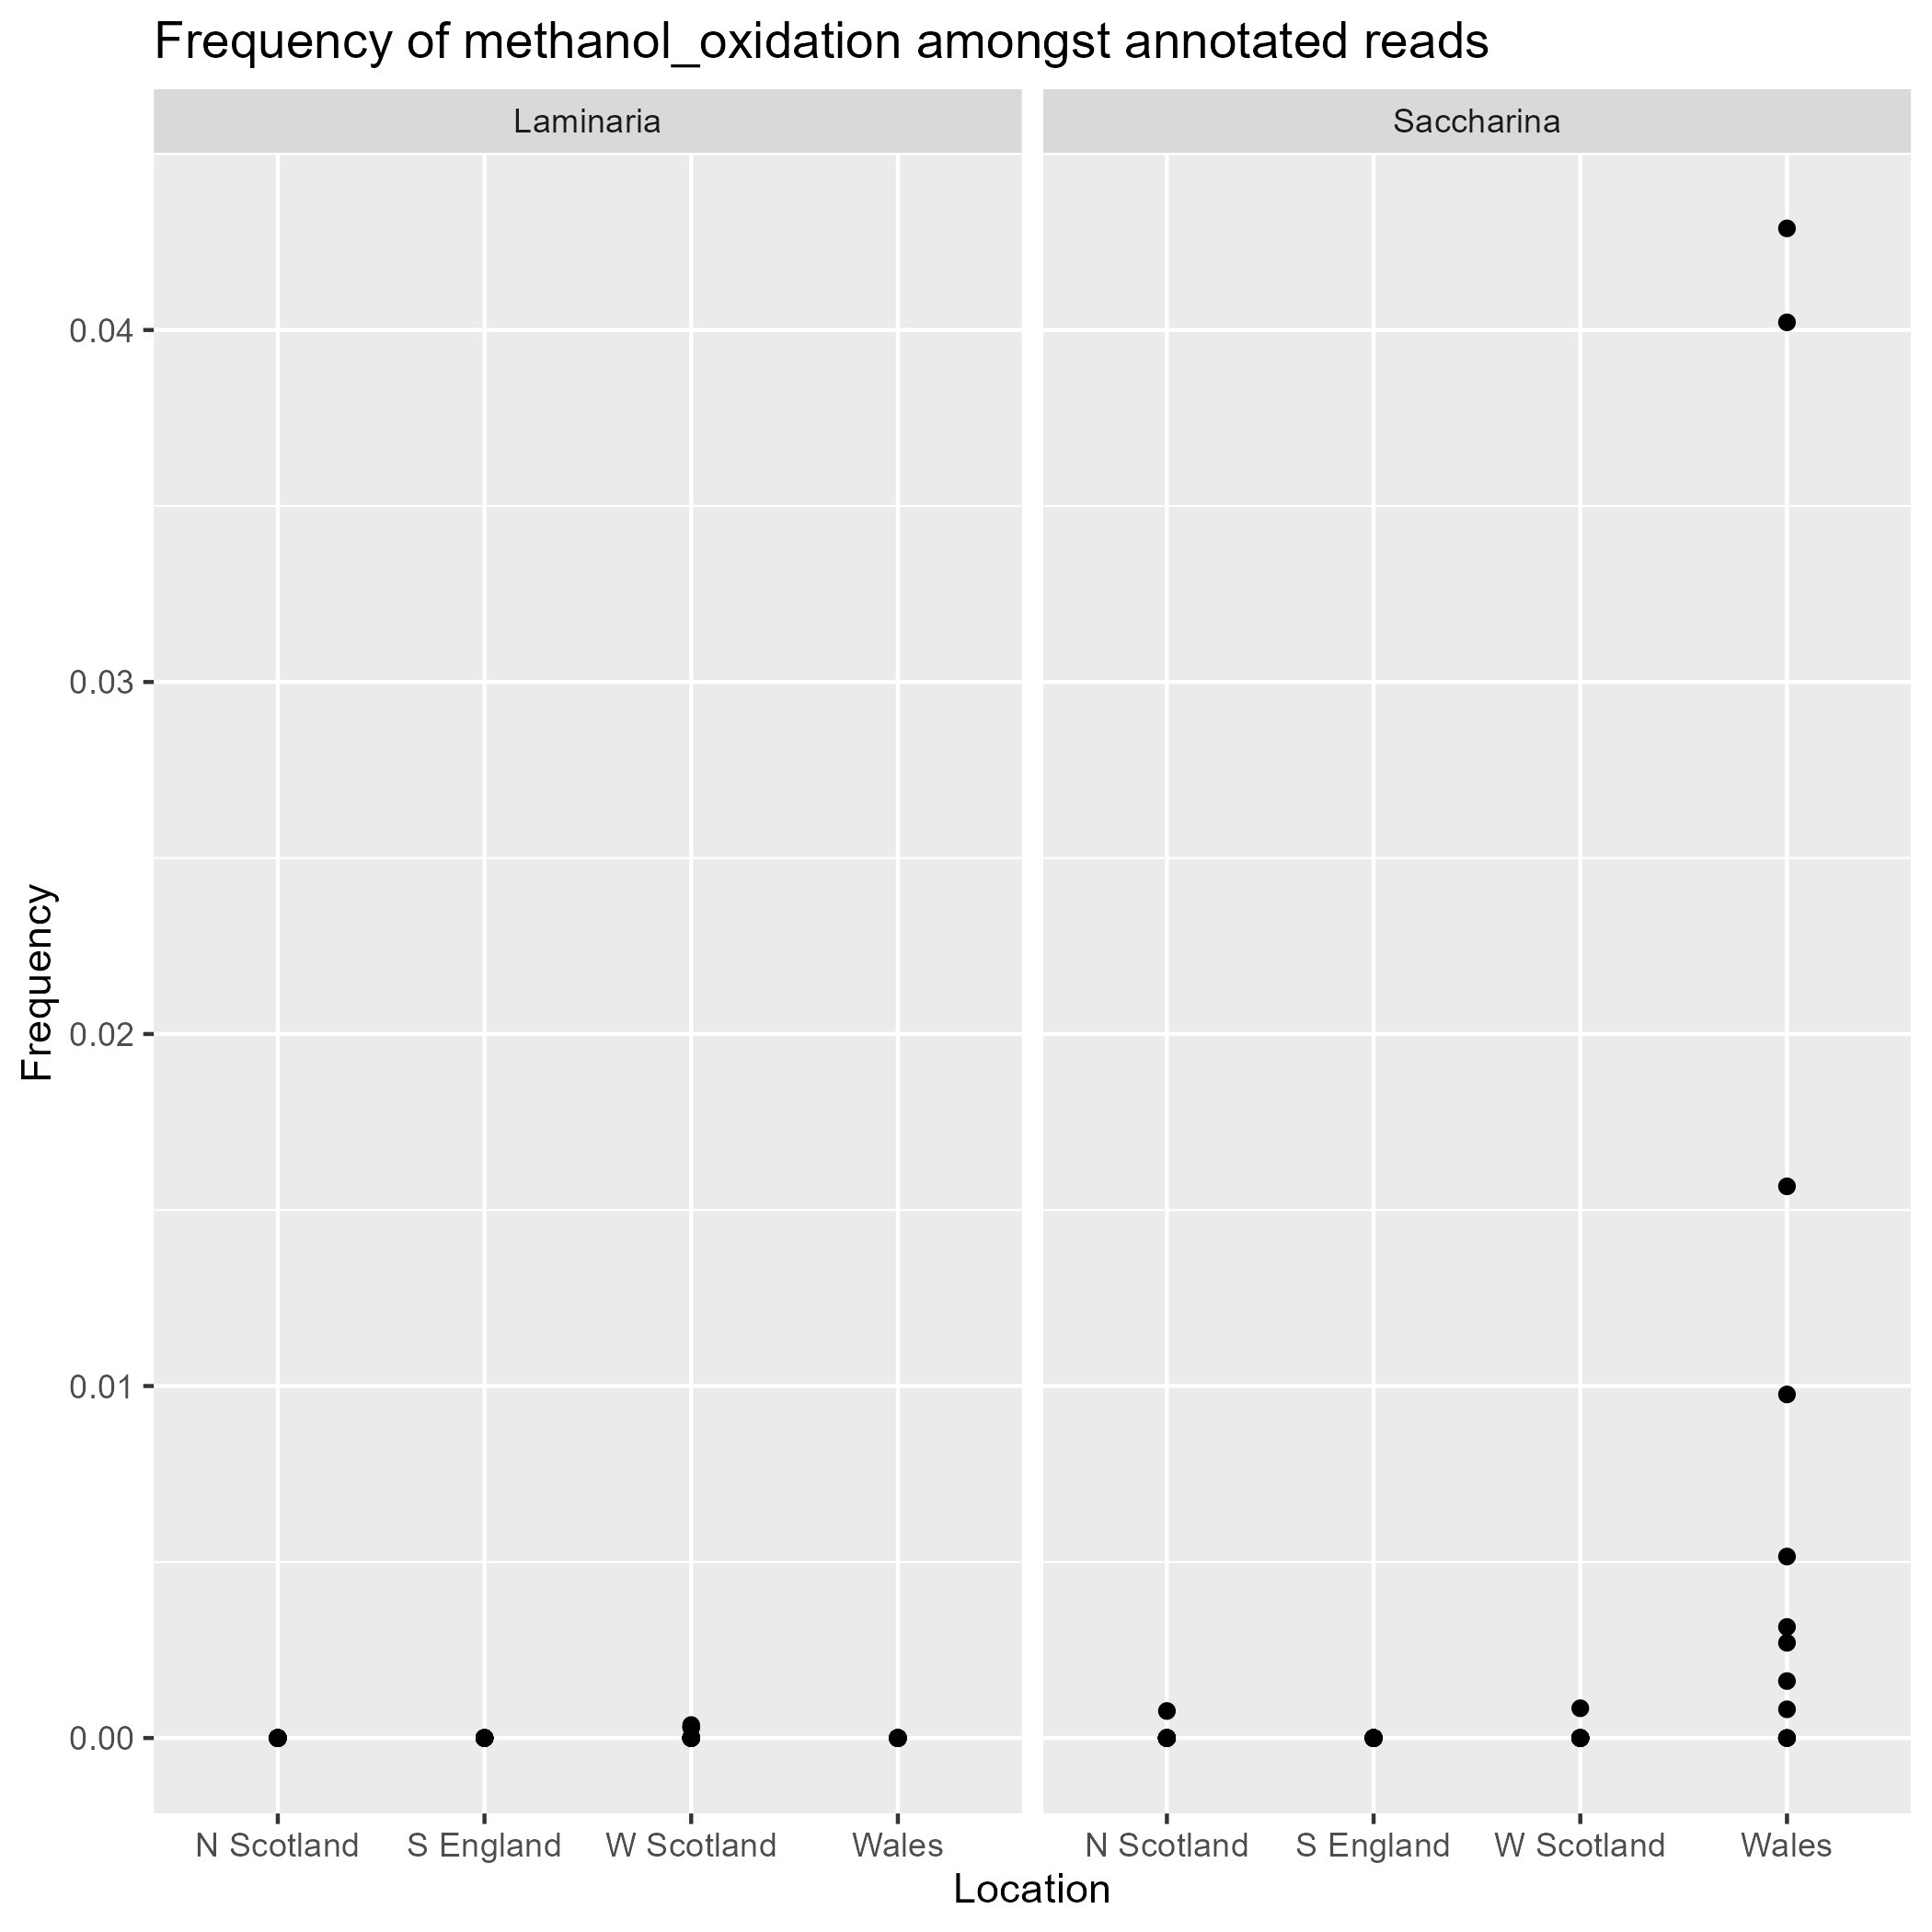 Frequency of methanol_oxidation amongst annotated reads
Laminaria
Saccharina
Frequency
0.04
0.03
0.02
0.01
0.00
N Scotland S England W Scotland Wales
N Scotland S England W Scotland Wales
Location